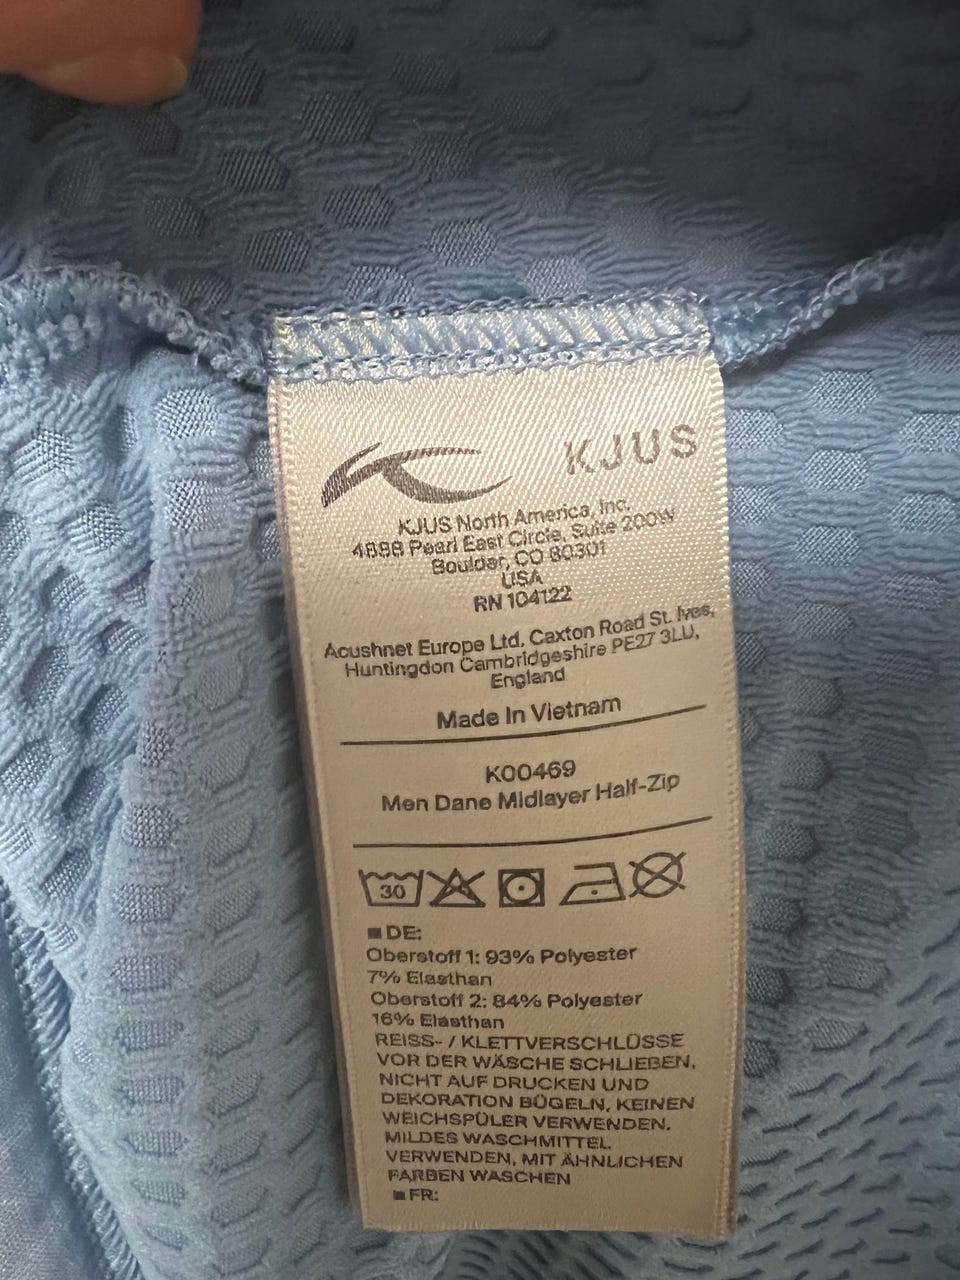 KJUS
KJUS North America, Inc.
4888 Pearl East Circle, Suite 200W
Boulder, CO 80301
USA
RN 104122
Acushnet Europe Ltd. Caxton Road St. Ives,
Huntingdon Cambridgeshire PE27 3LU,
England
Made In Vietnam
K00469
Men Dane Midlayer Half-Zip
30
DE:
Oberstoff 1: 93% Polyester
7% Elasthan
Oberstoff 2: 84% Polyester
16% Elasthan
REISS- / KLETTVERSCHLÜSSE
VOR DER WÄSCHE SCHLIEBEN,
NICHT AUF DRUCKEN UND
DEKORATION BÜGELN, KEINEN
WEICHSPÜLER VERWENDEN.
MILDES WASCHMITTEL
VERWENDEN, MIT ÄHNLICHEN
FARBEN WASCHEN
FR: